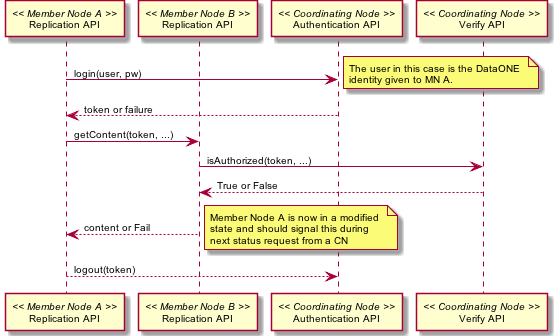 << Member Node A >>
Replication API
<< Member Node B >>
Replication API
<< Coordinating Node >>
Authentication API
<< Coordinating Node >>
Verify API
login(user, pw)
The user in this case is the DataONE
identity given to MN A.
token or failure
getContent(token, ...)
isAuthorized(token, ...)
True or False
content or Fail
Member Node A is now in a modified
state and should signal this during
next status request from a CN
logout(token)
<< Member Node A >>
Replication API
<< Member Node B >>
Replication API
<< Coordinating Node >>
Authentication API
<< Coordinating Node >>
Verify API